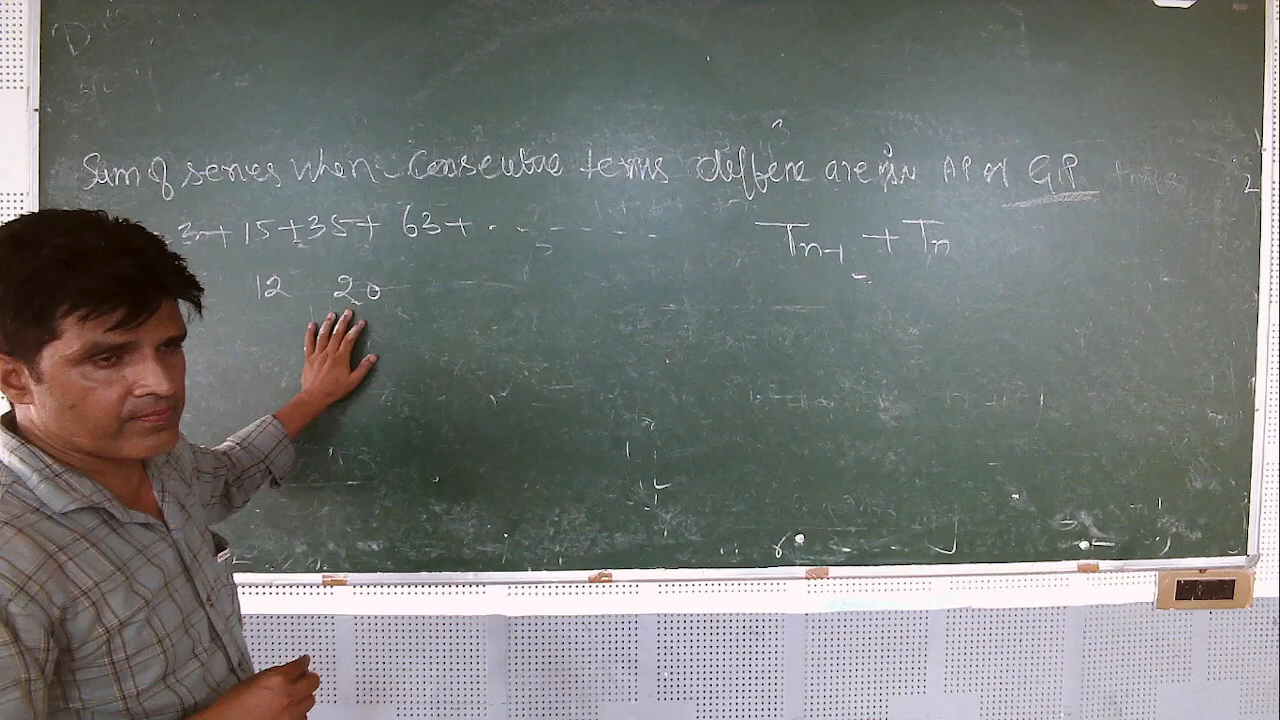 Sum of series when Consecutive terms differe are in AP or GP
3 + 15 + 35 + 63 + . . - - - - - - Tn-1 + Tn
12 20